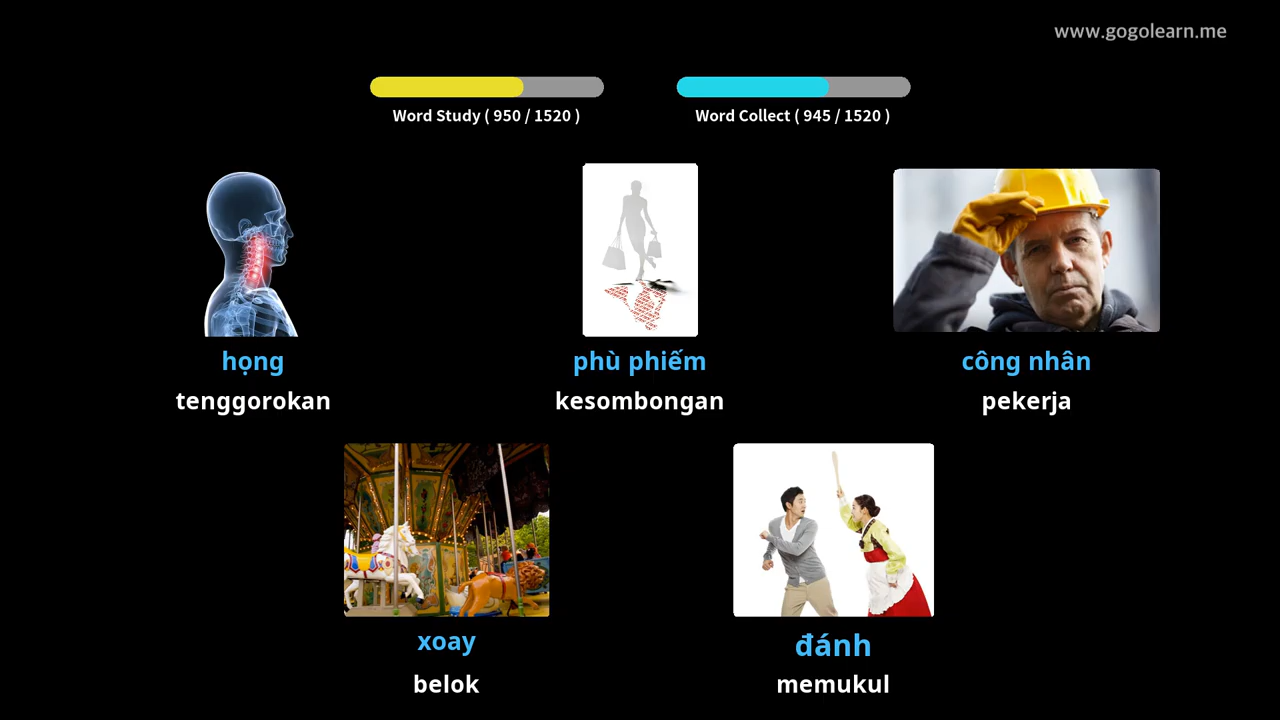 www.gogolearn.me
Word Study ( 950 / 1520 )
Word Collect ( 945 / 1520 )
họng
tenggorokan
phù phiếm
kesombongan
công nhân
pekerja
xoay
belok
đánh
memukul